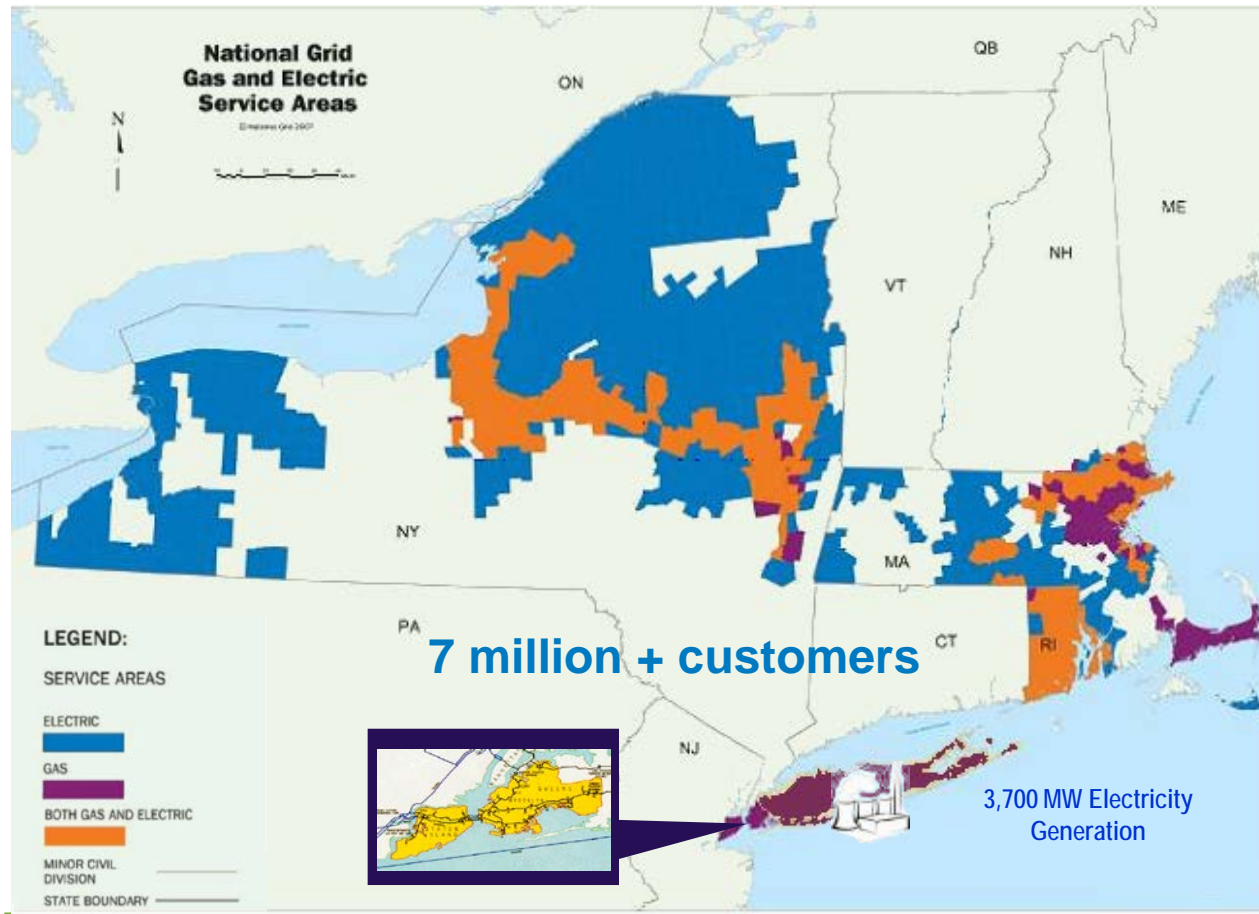 National Grid
Gas and Electric
Service Areas
N
ON
QB
ME
NH
VT
NY
MA
PA
CT
RI
NJ
7 million + customers
LEGEND:
SERVICE AREAS
ELECTRIC
GAS
BOTH GAS AND ELECTRIC
MINOR CIVIL
DIVISION
STATE BOUNDARY
3,700 MW Electricity
Generation